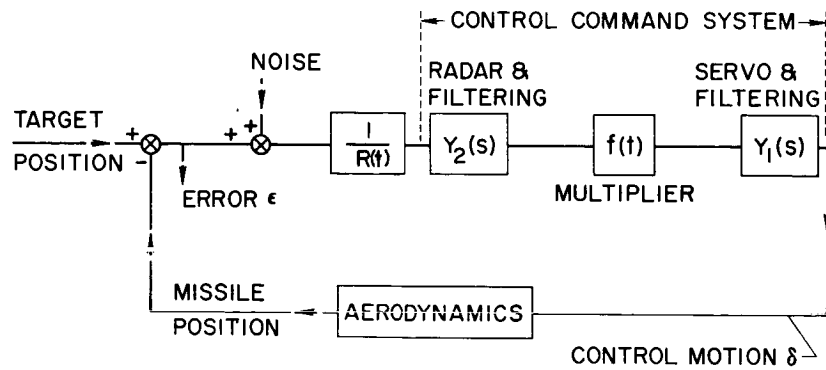 CONTROL COMMAND SYSTEM
NOISE
RADAR &
FILTERING
SERVO &
FILTERING
TARGET
POSITION
+
-
+
+
1
R(t)
Y2(s)
f(t)
Y1(s)
MULTIPLIER
ERROR ε
MISSILE
POSITION
AERODYNAMICS
CONTROL MOTION δ